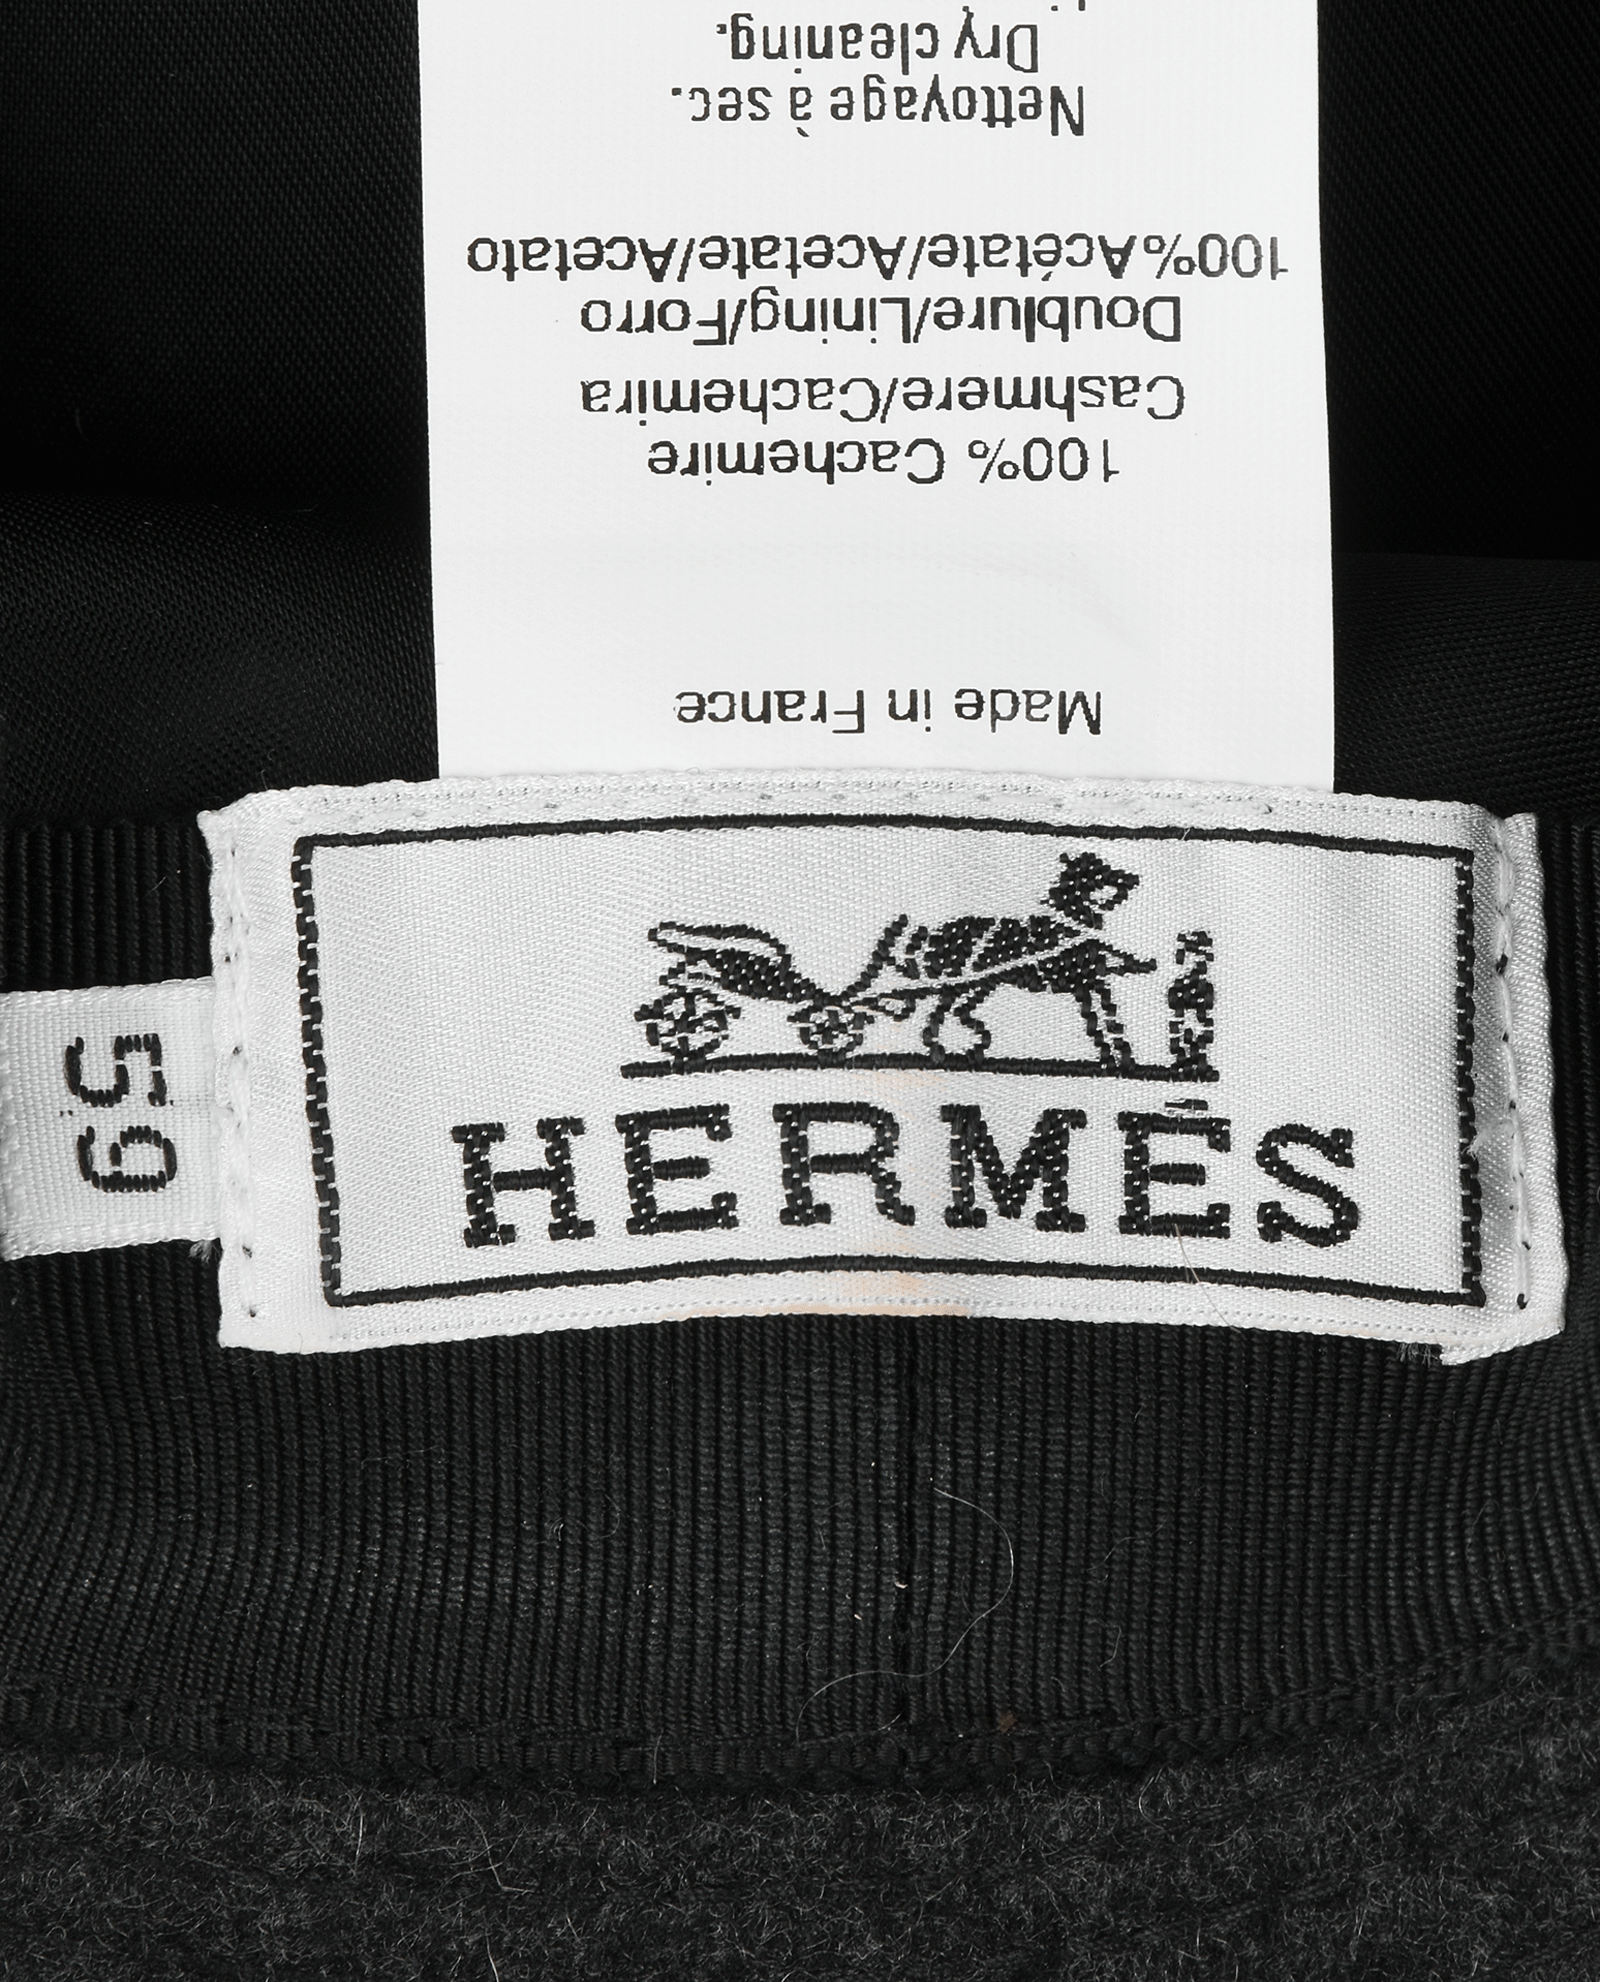 Made in France
100% Cachemire
Cashmere/Cachemira
Doublure/Lining/Forro
100%Acétate/Acetate/Acetato
Nettoyage à sec.
Dry cleaning.
HERMÈS
59